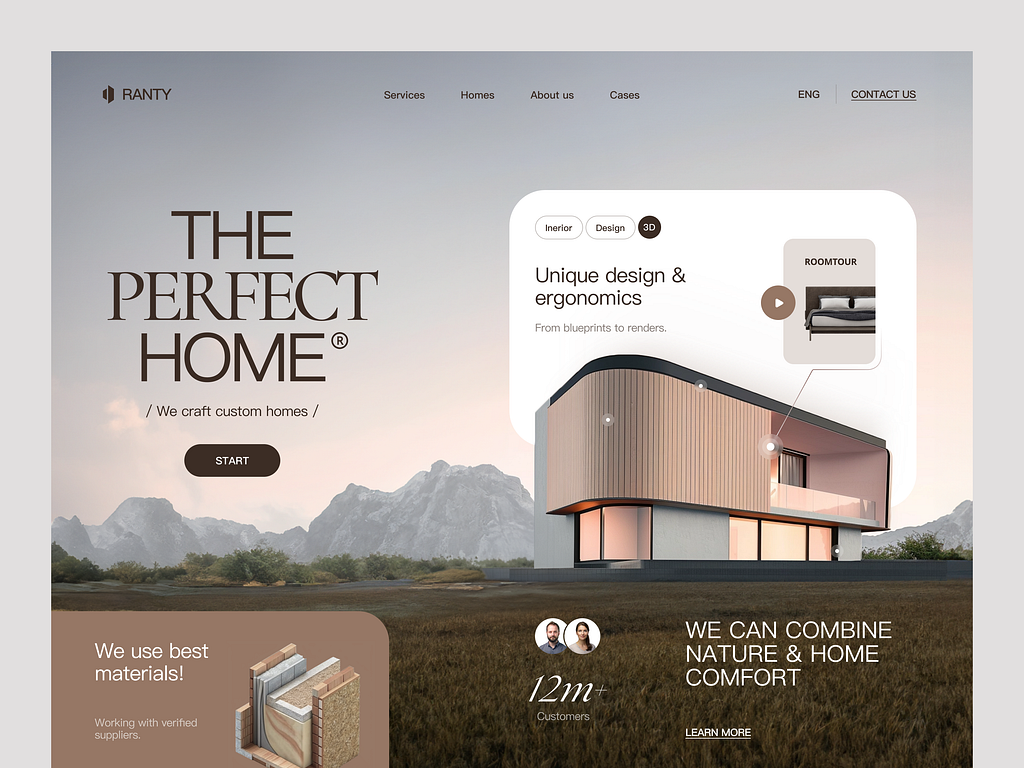 RANTY
Services
Homes
About us
Cases
ENG
CONTACT US
THE
PERFECT
HOME®
/ We craft custom homes /
START
Inerior
Design
3D
Unique design &
ergonomics
From blueprints to renders.
ROOMTOUR
We use best
materials!
Working with verified
suppliers.
12m+
Customers
WE CAN COMBINE
NATURE & HOME
COMFORT
LEARN MORE